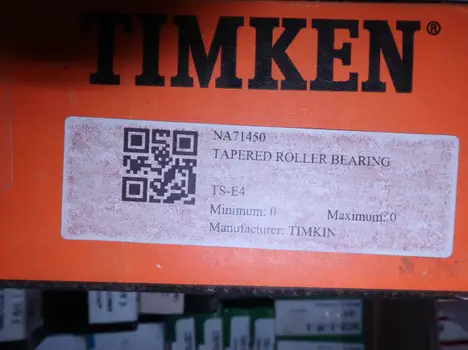 TIMKEN®
NA71450
TAPERED ROLLER BEARING
TS-E4
Minimum: 0 Maximum: 0
Manufacturer: TIMKIN